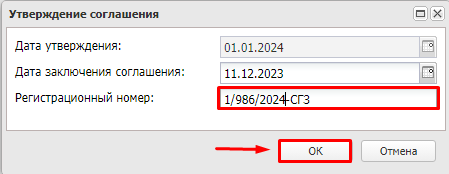 Утверждение соглашения
Дата утверждения: 01.01.2024
Дата заключения соглашения: 11.12.2023
Регистрационный номер: 1/986/2024-СГЗ
ОК Отмена